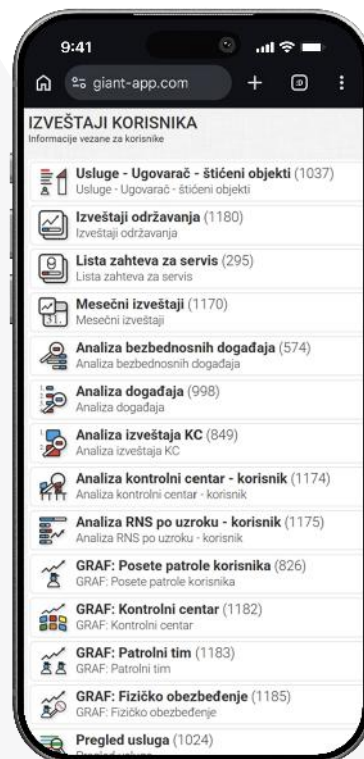 9:41
giant-app.com
IZVEŠTAJI KORISNIKA
Informacije vezane za korisnike
Usluge - Ugovarač - štićeni objekti (1037)
Usluge - Ugovarač - štićeni objekti
Izveštaji održavanja (1180)
Izveštaji održavanja
Lista zahteva za servis (295)
Lista zahteva za servis
Mesečni izveštaji (1170)
Mesečni izveštaji
Analiza bezbednosnih događaja (574)
Analiza bezbednosnih događaja
Analiza događaja (998)
Analiza događaja
Analiza izveštaja KC (849)
Analiza izveštaja KC
Analiza kontrolni centar - korisnik (1174)
Analiza kontrolni centar - korisnik
Analiza RNS po uzroku - korisnik (1175)
Analiza RNS po uzroku - korisnik
GRAF: Posete patrole korisnika (826)
GRAF: Posete patrole korisnika
GRAF: Kontrolni centar (1182)
GRAF: Kontrolni centar
GRAF: Patrolni tim (1183)
GRAF: Patrolni tim
GRAF: Fizičko obezbeđenje (1185)
GRAF: Fizičko obezbeđenje
Pregled usluga (1024)
Pregled usluga